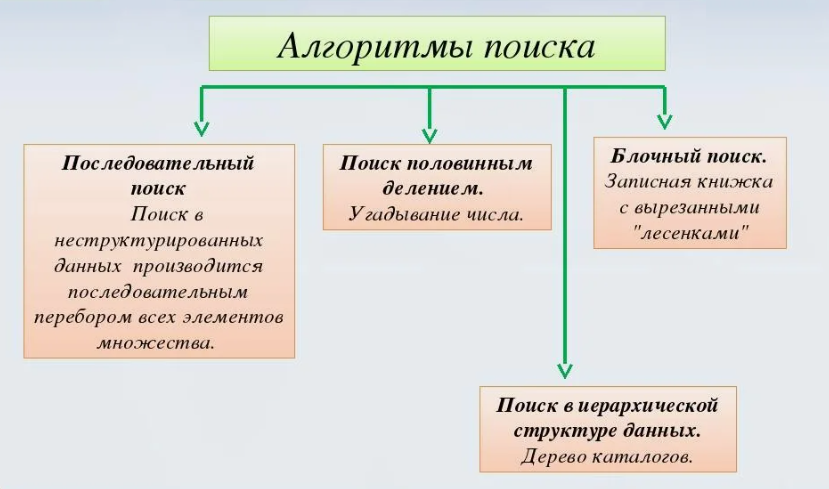 Алгоритмы поиска
Последовательный
поиск
Поиск в
неструктурированных
данных производится
последовательным
перебором всех элементов
множества.
Поиск половинным
делением.
Угадывание числа.
Блочный поиск.
Записная книжка
с вырезанными
"лесенками"
Поиск в иерархической
структуре данных.
Дерево каталогов.